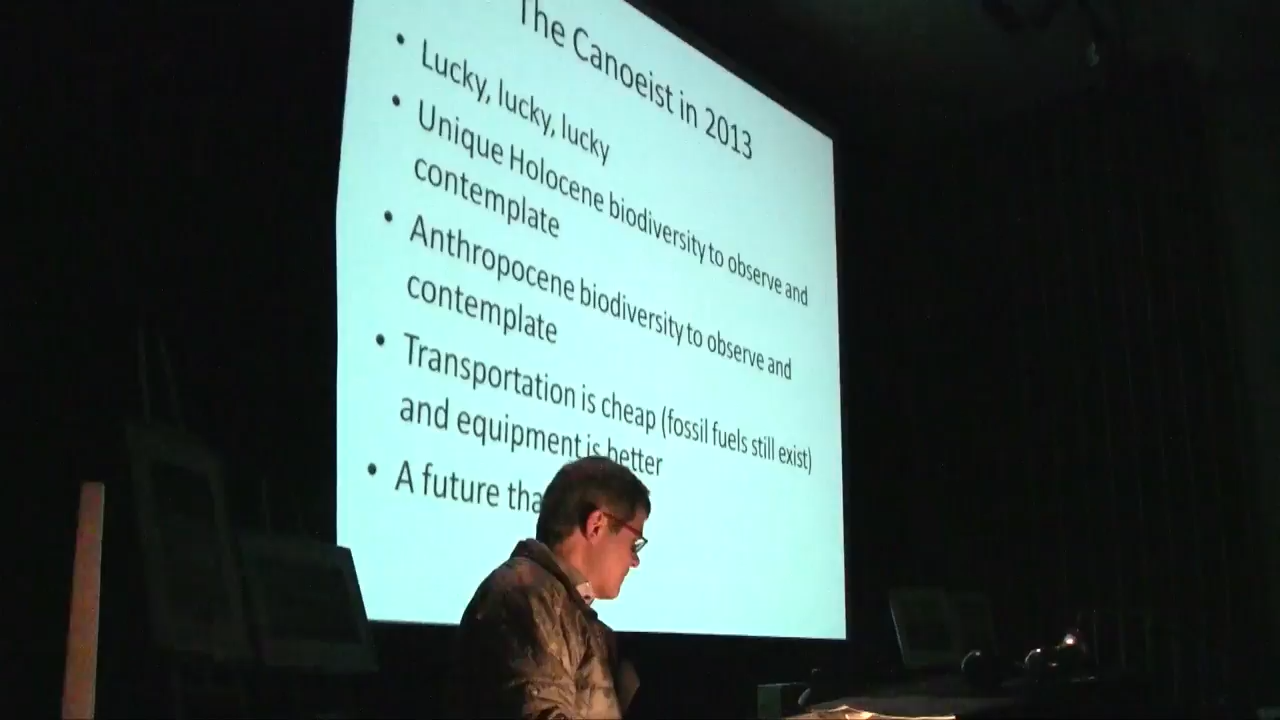 The Canoeist in 2013
• Lucky, lucky, lucky
• Unique Holocene biodiversity to observe and
contemplate
• Anthropocene biodiversity to observe and
contemplate
• Transportation is cheap (fossil fuels still exist)
and equipment is better
• A future